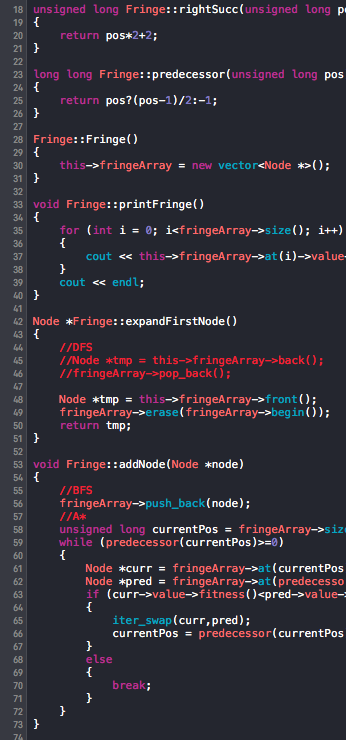 18 unsigned long Fringe::rightSucc(unsigned long
19 {
20     return pos*2+2;
21 }
22
23 long long Fringe::predecessor(unsigned long pos
24 {
25     return pos?(pos-1)/2:-1;
26 }
27
28 Fringe::Fringe()
29 {
30     this->fringeArray = new vector<Node *>();
31 }
32
33 void Fringe::printFringe()
34 {
35     for (int i = 0; i<fringeArray->size(); i++)
36     {
37         cout << this->fringeArray->at(i)->value-
38     }
39     cout << endl;
40 }
41
42 Node *Fringe::expandFirstNode()
43 {
44     //DFS
45     //Node *tmp = this->fringeArray->back();
46     //fringeArray->pop_back();
47
48     Node *tmp = this->fringeArray->front();
49     fringeArray->erase(fringeArray->begin());
50     return tmp;
51 }
52
53 void Fringe::addNode(Node *node)
54 {
55     //BFS
56     fringeArray->push_back(node);
57     //A*
58     unsigned long currentPos = fringeArray->size
59     while (predecessor(currentPos)>=0)
60     {
61         Node *curr = fringeArray->at(currentPos
62         Node *pred = fringeArray->at(predecesso
63         if (curr->value->fitness()<pred->value-
64         {
65             iter_swap(curr,pred);
66             currentPos = predecessor(currentPos
67         }
68         else
69         {
70             break;
71         }
72     }
73 }
74